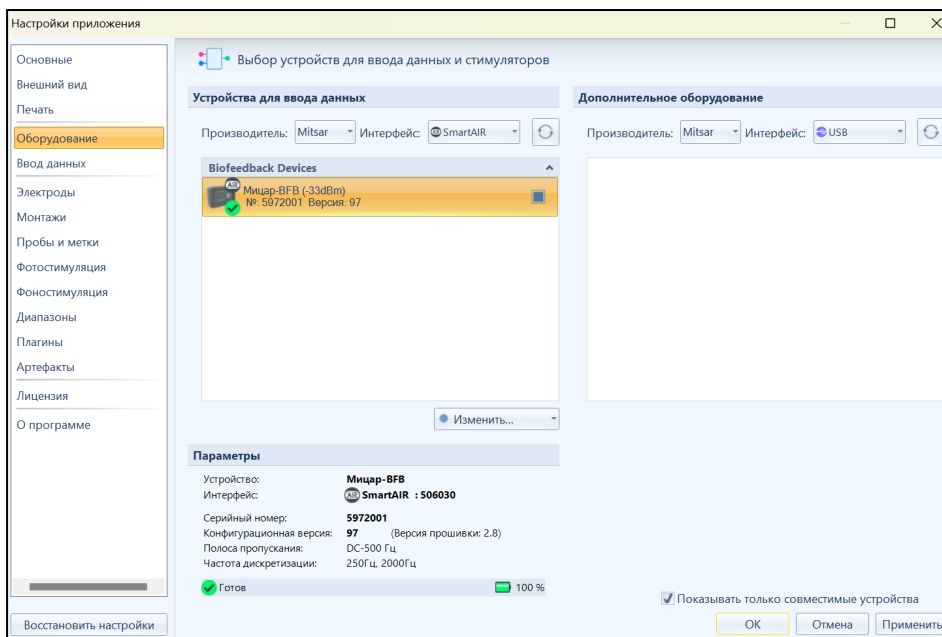 Настройки приложения
Основные
Внешний вид
Печать
Оборудование
Ввод данных
Электроды
Монтажи
Пробы и метки
Фотостимуляция
Фоностимуляция
Диапазоны
Плагины
Артефакты
Лицензия
О программе
Восстановить настройки
Выбор устройств для ввода данных и стимуляторов
Устройства для ввода данных
Производитель: Mitsar Интерфейс: AIR SmartAIR
Biofeedback Devices
AIR
Мицар-BFB (-33dBm)
№: 5972001 Версия: 97
Изменить...
Параметры
Устройство: Мицар-BFB
Интерфейс: AIR SmartAIR : 506030
Серийный номер: 5972001
Конфигурационная версия: 97 (Версия прошивки: 2.8)
Полоса пропускания: DC-500 Гц
Частота дискретизации: 250Гц, 2000Гц
Готов 100 %
Дополнительное оборудование
Производитель: Mitsar Интерфейс: USB
Показывать только совместимые устройства
OK Отмена Применить